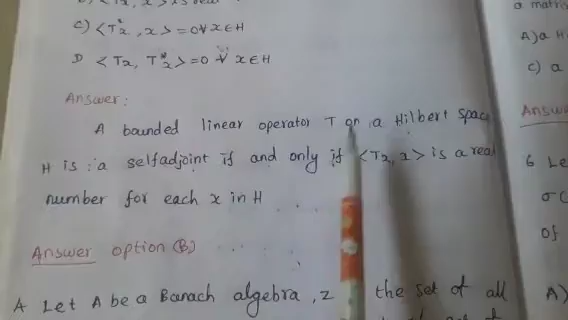 C) <T²x, x> = 0 ∀ x ∈ H
D <Tx, T*x> = 0 ∀ x ∈ H
Answer:
A bounded linear operator T on a Hilbert space
H is a selfadjoint if and only if <Tx, x> is a real
number for each x in H
Answer option (B)
A Let A be a Banach algebra, Z the set of all
a matrix
A) a
C) a
Answ
6 Le
σ(
of
A)